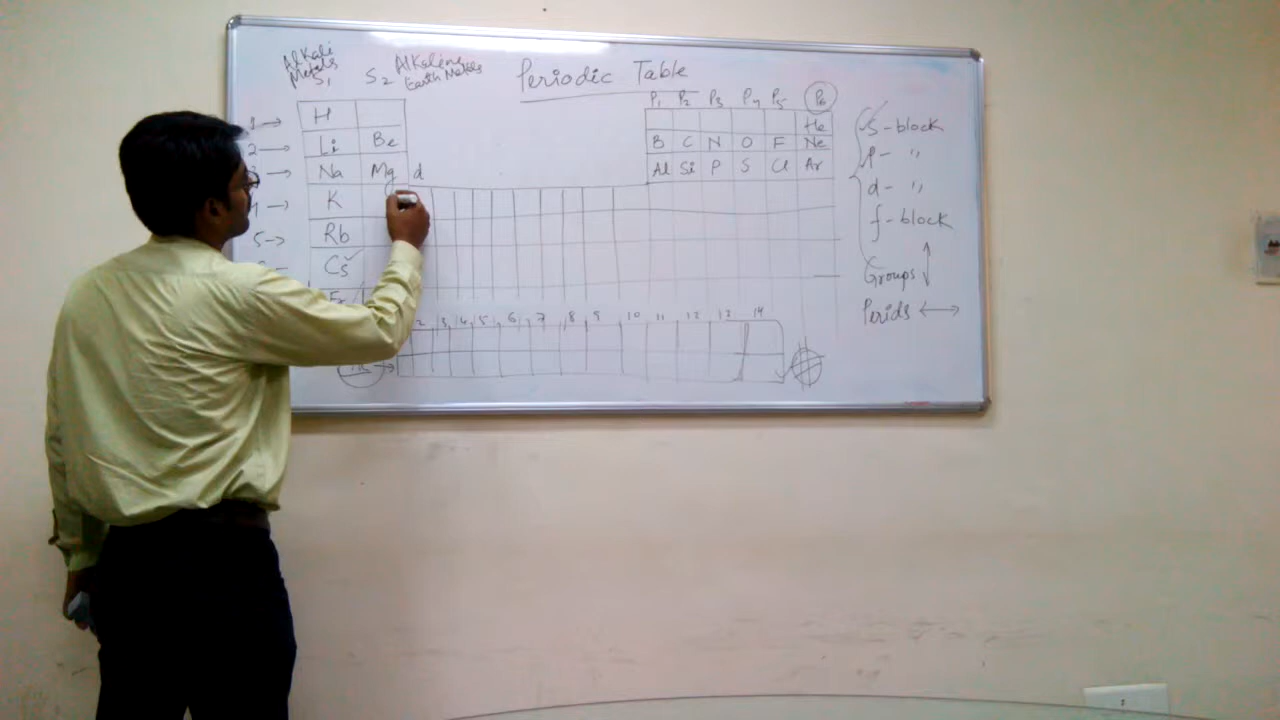 Periodic Table
Alkali Metals S1
S2 Alkaline Earth Metals
P1 P2 P3 P4 P5 P6
1 → H He
2 → Li Be B C N O F Ne
3 → Na Mg d Al Si P S Cl Ar
4 → K
5 → Rb
Cs
Fr
2 3 4 5 6 7 8 9 10 11 12 13 14
S-block
p- "
d- "
f-block
Groups ↕
Perids ↔